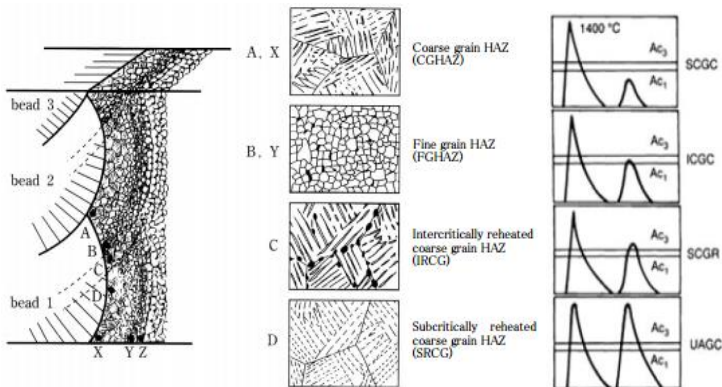 bead 3
bead 2
bead 1
A
B
C
D
X
Y
Z
A, X
Coarse grain HAZ
(CGHAZ)
B, Y
Fine grain HAZ
(FGHAZ)
C
Intercritically reheated
coarse grain HAZ
(IRCG)
D
Subcritically reheated
coarse grain HAZ
(SRCG)
1400 °C
Ac3
Ac1
SCGC
Ac3
Ac1
ICGC
Ac3
Ac1
SCGR
Ac3
Ac1
UAGC